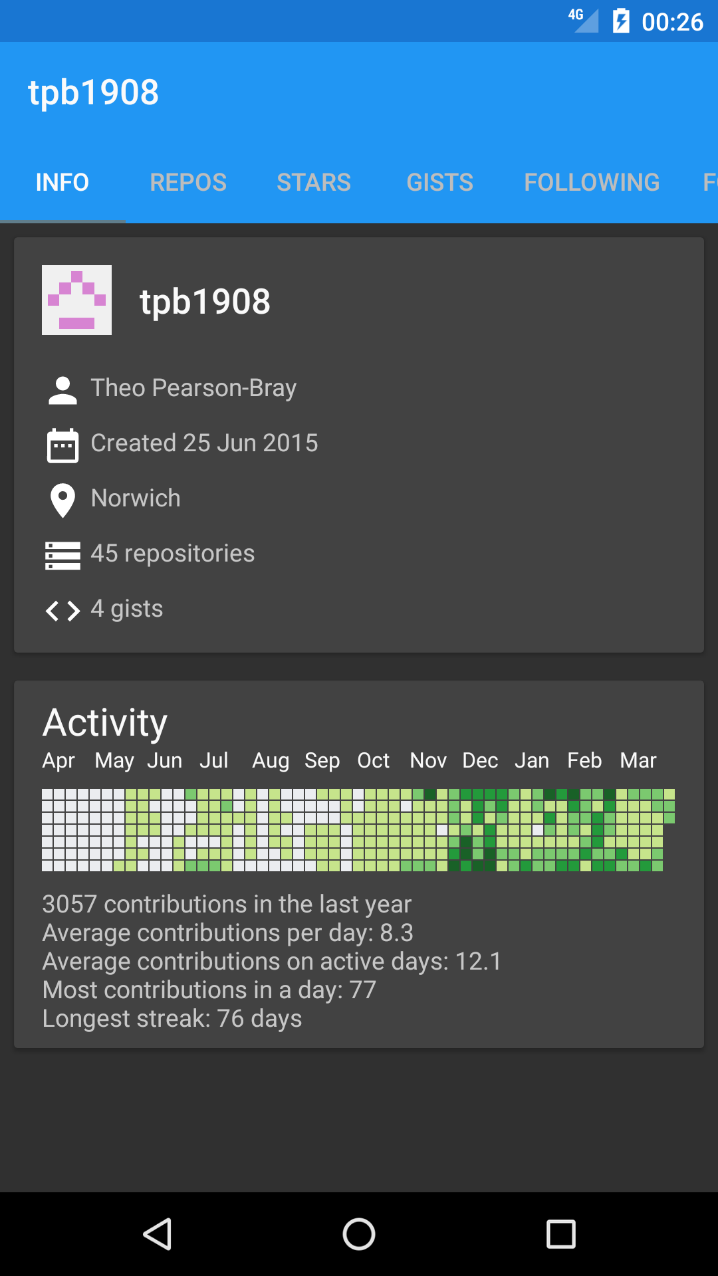 4G 00:26
tpb1908
INFO REPOS STARS GISTS FOLLOWING
tpb1908
Theo Pearson-Bray
Created 25 Jun 2015
Norwich
45 repositories
4 gists
Activity
Apr May Jun Jul Aug Sep Oct Nov Dec Jan Feb Mar
3057 contributions in the last year
Average contributions per day: 8.3
Average contributions on active days: 12.1
Most contributions in a day: 77
Longest streak: 76 days